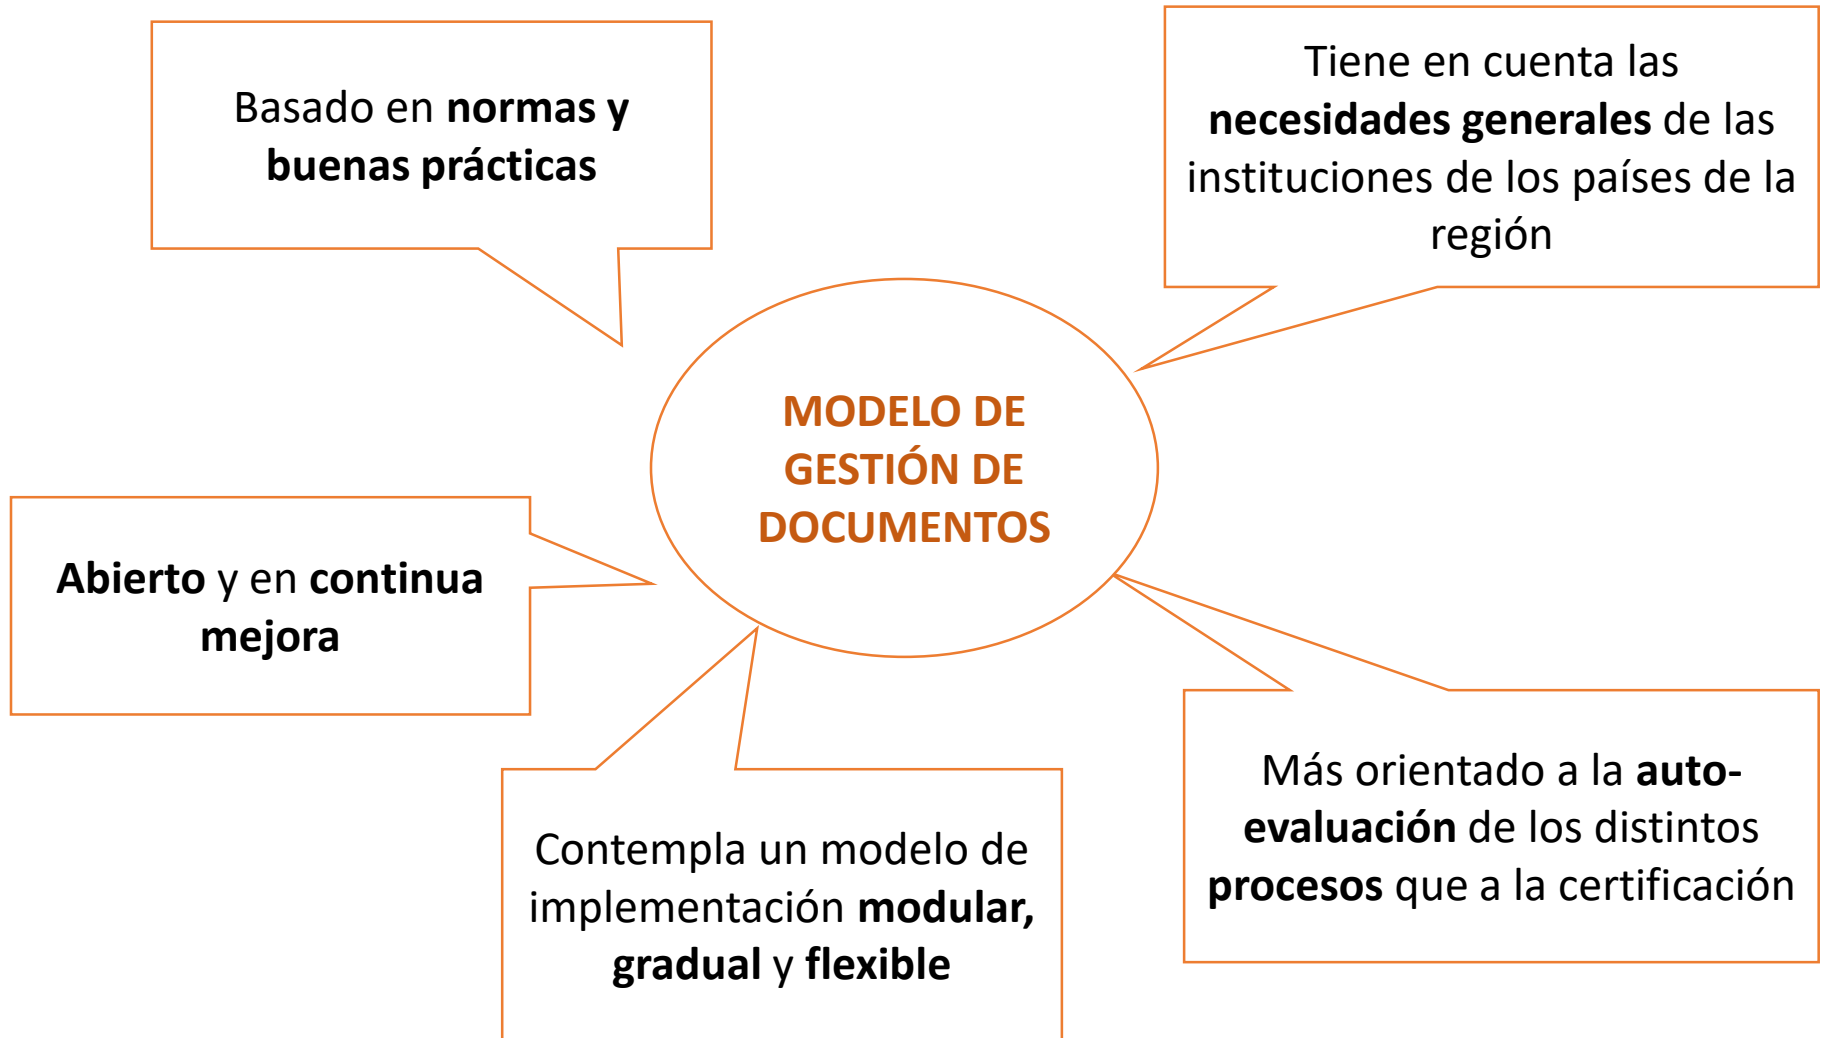 Basado en normas y
buenas prácticas
Tiene en cuenta las
necesidades generales de las
instituciones de los países de la
región
MODELO DE
GESTIÓN DE
DOCUMENTOS
Abierto y en continua
mejora
Contempla un modelo de
implementación modular,
gradual y flexible
Más orientado a la auto-
evaluación de los distintos
procesos que a la certificación